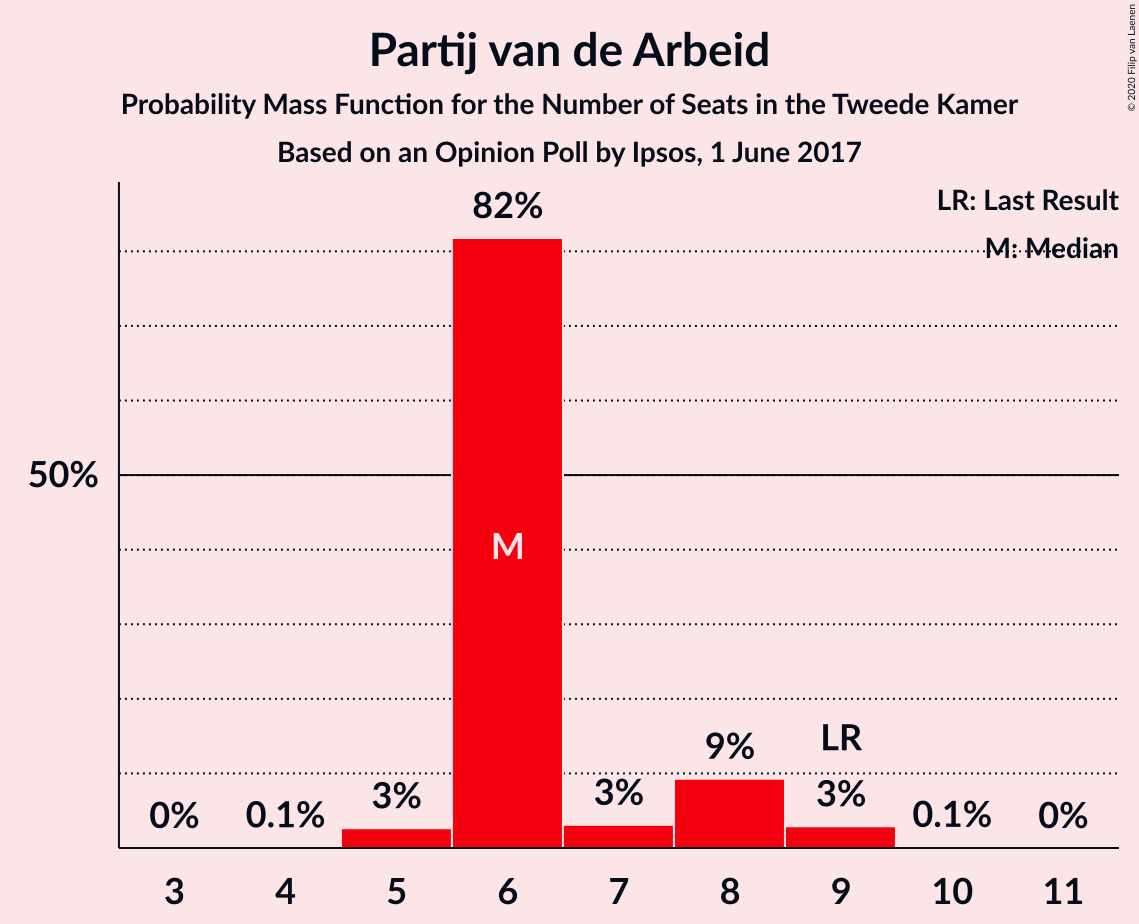 Partij van de Arbeid
Probability Mass Function for the Number of Seats in the Tweede Kamer
Based on an Opinion Poll by Ipsos, 1 June 2017
© 2020 Filip van Laenen
LR: Last Result
M: Median
82%
50%
M
LR
9%
3%
3%
3%
0%
0.1%
0.1%
0%
3 4 5 6 7 8 9 10 11